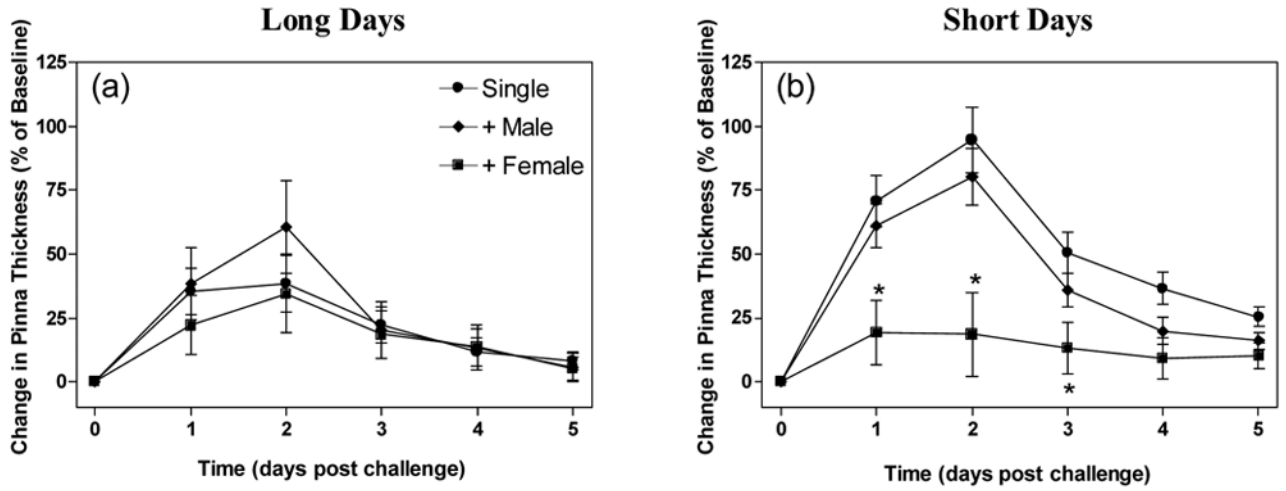 Long Days
Change in Pinna Thickness (% of Baseline)
(a)
Single
+ Male
+ Female
125
100
75
50
25
0
0 1 2 3 4 5
Time (days post challenge)
Short Days
Change in Pinna Thickness (% of Baseline)
(b)
125
100
75
50
25
0
*
*
*
0 1 2 3 4 5
Time (days post challenge)